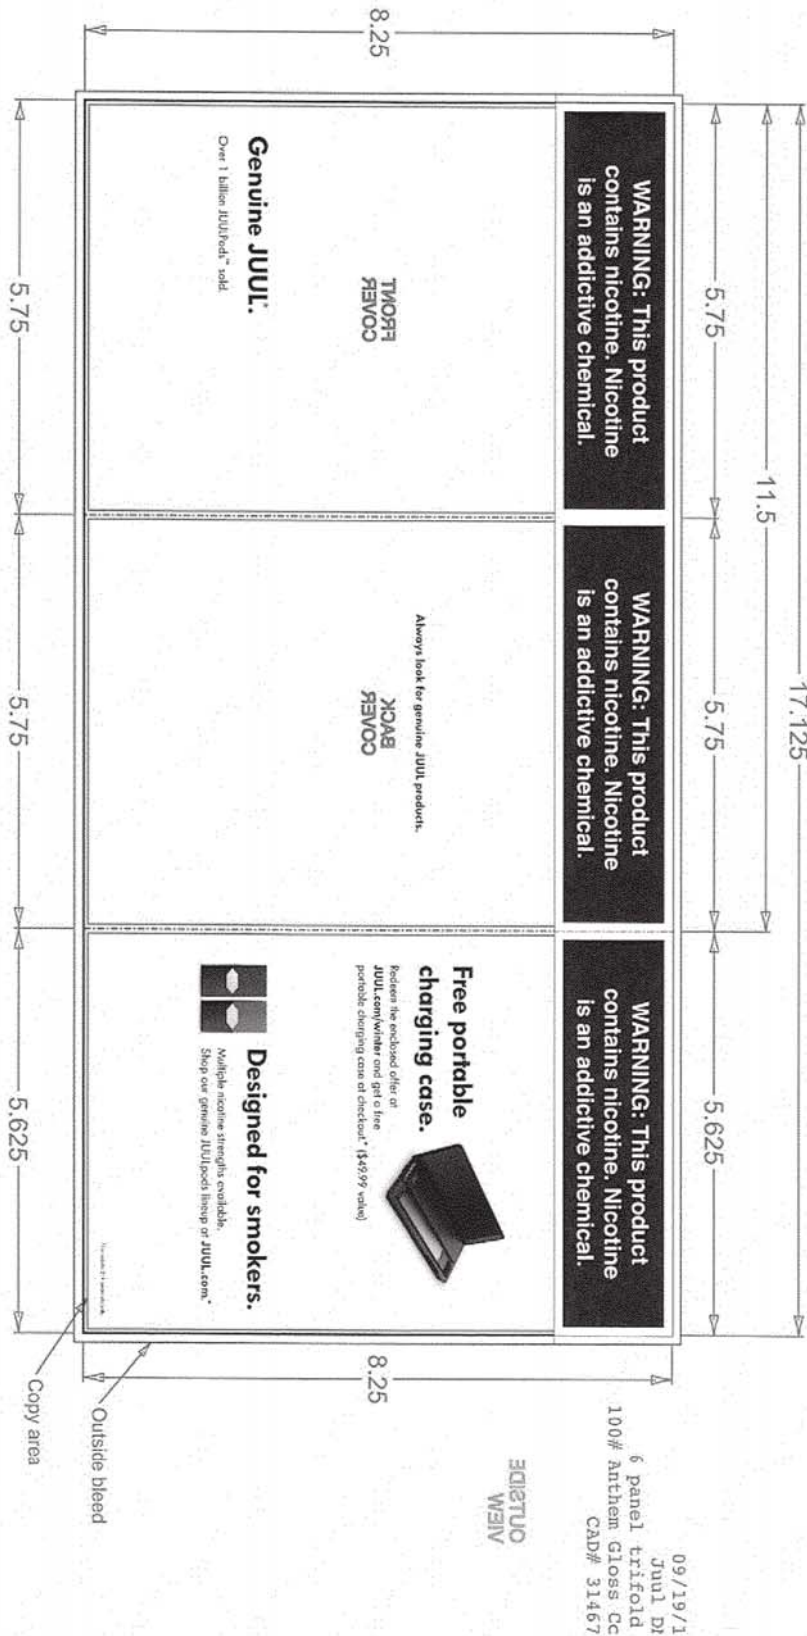 09/19/1
Juul D
6 panel trifold
100# Anthem Gloss Co
CAD# 31467
OUTSIDE
VIEW
17.125
11.5
5.75
5.75
5.625
8.25
8.25
WARNING: This product
contains nicotine. Nicotine
is an addictive chemical.
FRONT
COVER
Genuine JUUL®
Over 1 billion JUULPods™ sold.
WARNING: This product
contains nicotine. Nicotine
is an addictive chemical.
Always look for genuine JUUL products.
BACK
COVER
WARNING: This product
contains nicotine. Nicotine
is an addictive chemical.
Free portable
charging case.
Redeem the enclosed offer at
JUUL.com/winter and get a free
portable charging case at checkout.* ($49.99 value)
Designed for smokers.
Multiple nicotine strengths available.
Shop our genuine JUULpods lineup at JUUL.com.*
5.75
5.75
5.625
Outside bleed
Copy area